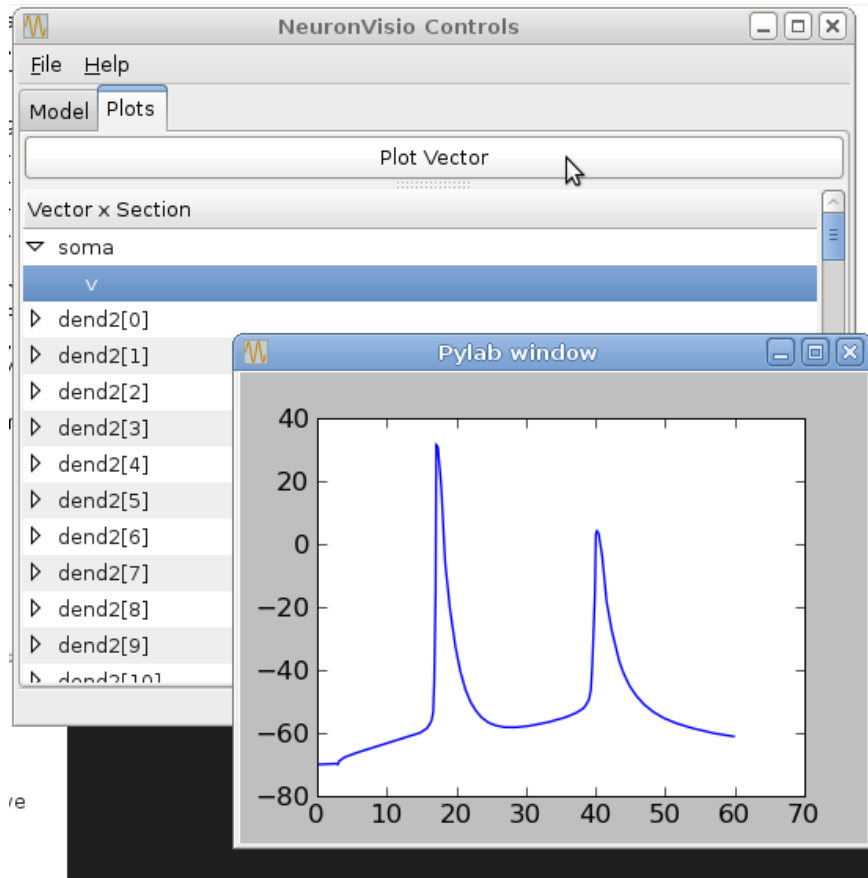 NeuronVisio Controls
File Help
Model Plots
Plot Vector
Vector x Section
soma
v
dend2[0]
dend2[1]
dend2[2]
dend2[3]
dend2[4]
dend2[5]
dend2[6]
dend2[7]
dend2[8]
dend2[9]
dend2[10]
Pylab window
40
20
0
−20
−40
−60
−80
0 10 20 30 40 50 60 70